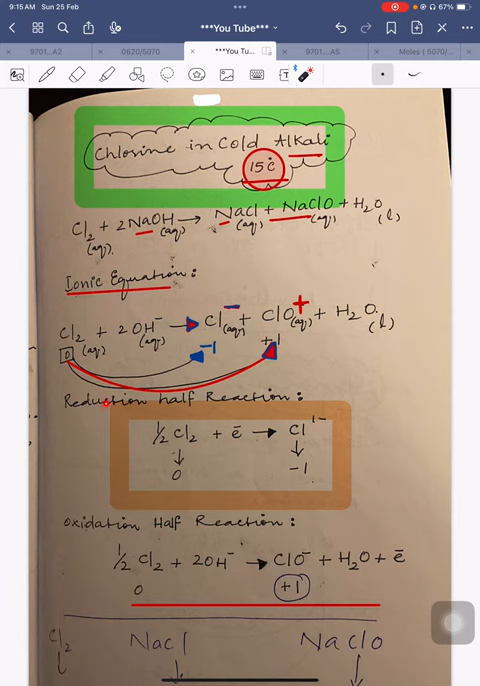 9:15 AM Sun 25 Feb
67%
***You Tube***
9701...A2
0620/5070
***You Tu...
9701....AS
Moles ( 5070/...
Chlorine in Cold Alkali
15°C
Cl₂ + 2NaOH → NaCl + NaClO + H₂O
(aq) (aq) (aq) (aq) (l)
Ionic Equation:
Cl₂ + 2OH⁻ → Cl⁻ + ClO⁺ + H₂O
(aq) (aq) (aq) (aq) (l)
0 -1 +1
Reduction half Reaction:
½Cl₂ + ē → Cl¹⁻
↓ ↓
0 -1
Oxidation Half Reaction:
½Cl₂ + 2OH⁻ → ClO⁻ + H₂O + ē
0 +1
Cl₂ NaCl NaClO
↓ ↓ ↓